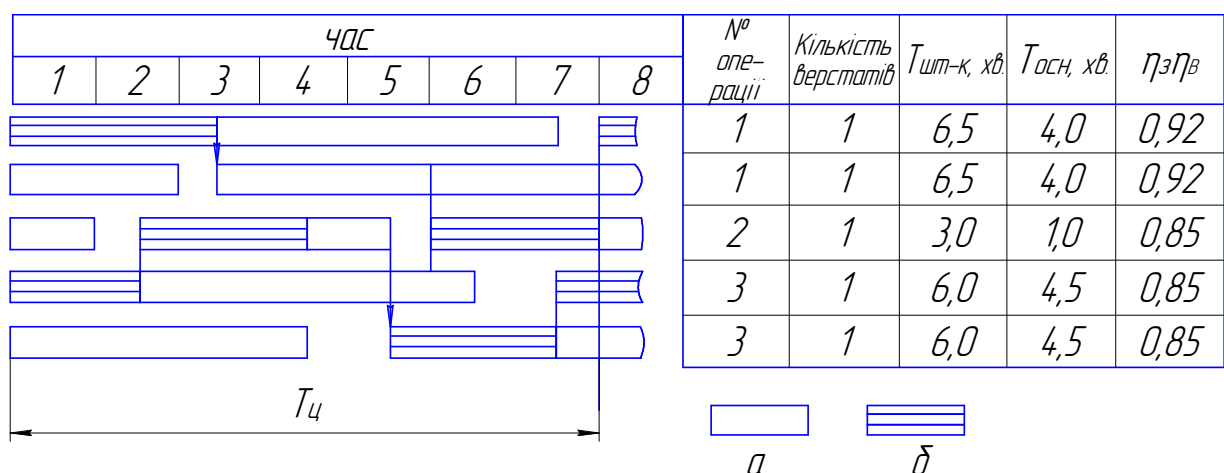 час
1 2 3 4 5 6 7 8
№ опе-рації
Кількість верстатів
Tшт-к, хв.
Tосн, хв.
ηзηв
1 1 6,5 4,0 0,92
1 1 6,5 4,0 0,92
2 1 3,0 1,0 0,85
3 1 6,0 4,5 0,85
3 1 6,0 4,5 0,85
Tц
а б